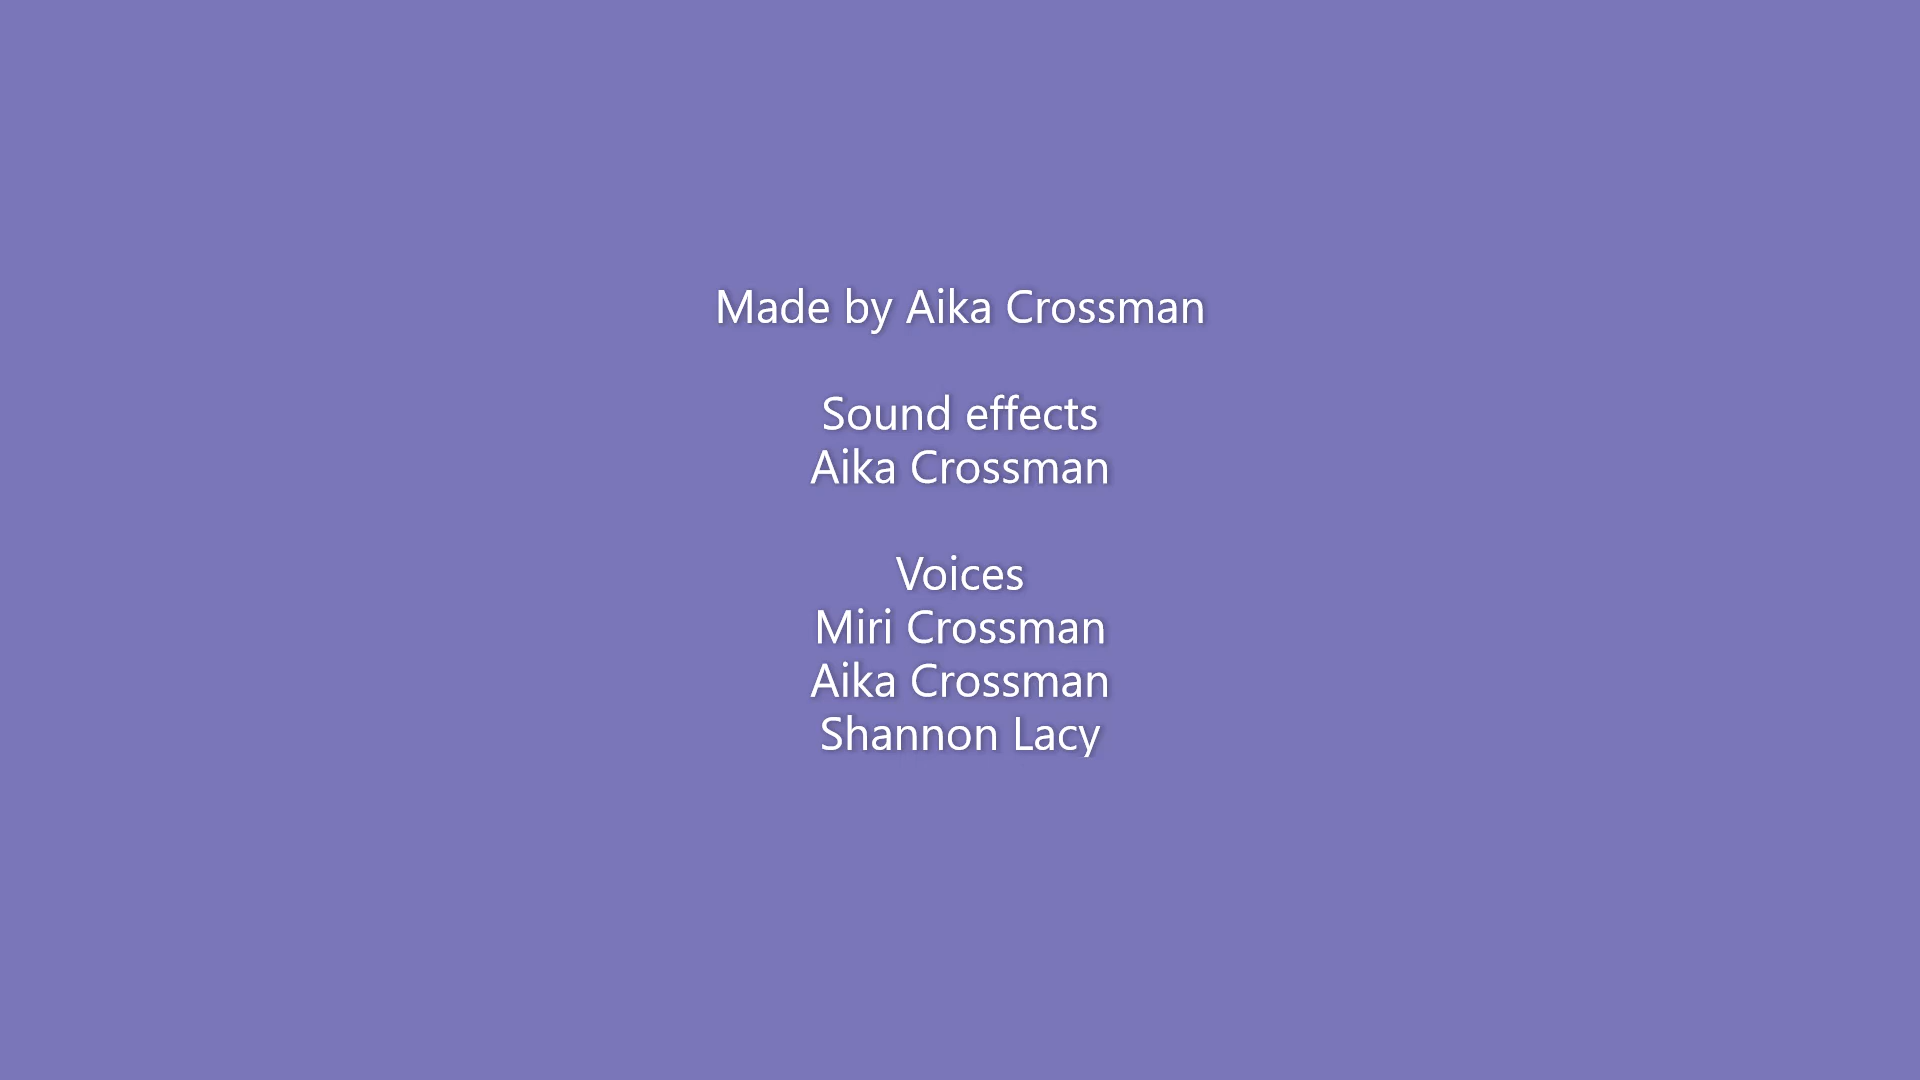 Made by Aika Crossman
Sound effects
Aika Crossman
Voices
Miri Crossman
Aika Crossman
Shannon Lacy